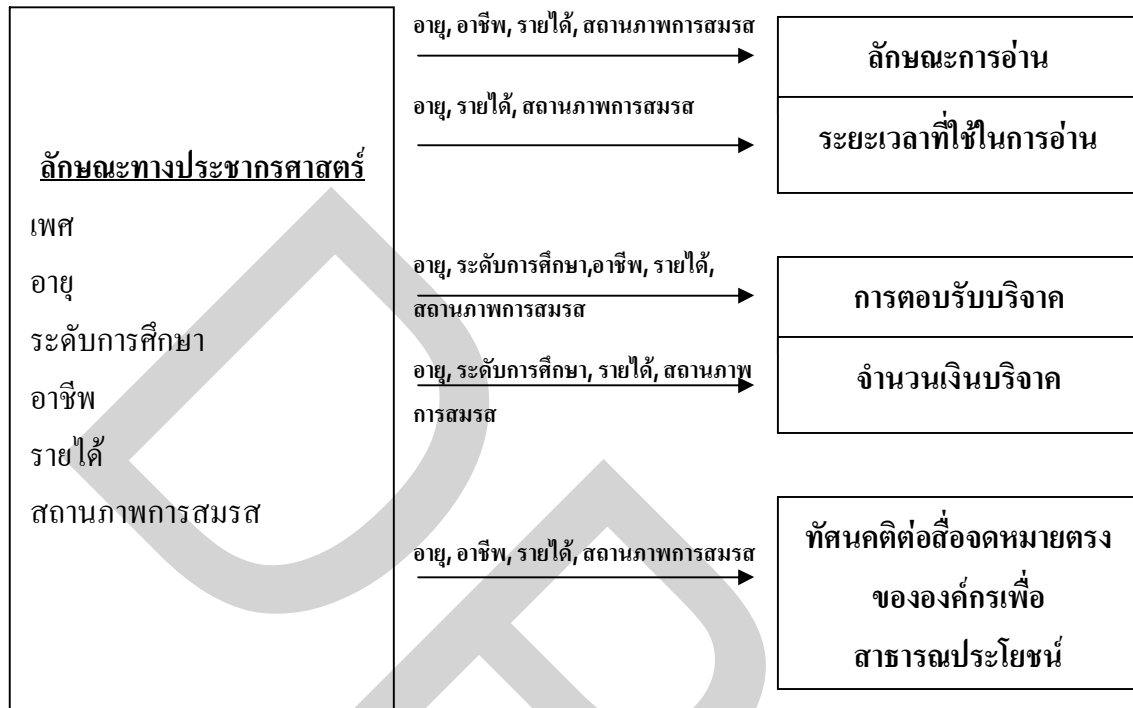 ลักษณะทางประชากรศาสตร์
เพศ
อายุ
ระดับการศึกษา
อาชีพ
รายได้
สถานภาพการสมรส
อายุ, อาชีพ, รายได้, สถานภาพการสมรส
ลักษณะการอ่าน
อายุ, รายได้, สถานภาพการสมรส
ระยะเวลาที่ใช้ในการอ่าน
อายุ, ระดับการศึกษา,อาชีพ, รายได้,
สถานภาพการสมรส
การตอบรับบริจาค
อายุ, ระดับการศึกษา, รายได้, สถานภาพ
การสมรส
จำนวนเงินบริจาค
อายุ, อาชีพ, รายได้, สถานภาพการสมรส
ทัศนคติต่อสื่อจดหมายตรง
ขององค์กรเพื่อ
สาธารณประโยชน์